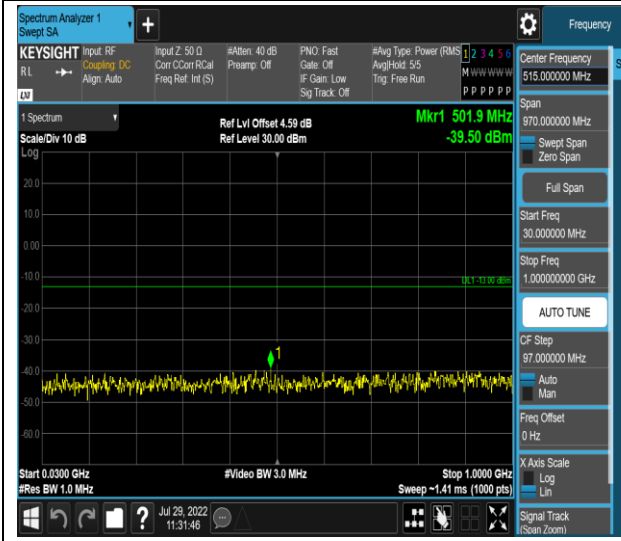 Spectrum Analyzer 1
Swept SA
+
Frequency
KEYSIGHT
RL
LXI
Input: RF
Coupling: DC
Align: Auto
Input Z: 50 Ω
Corr CCorr RCal
Freq Ref: Int (S)
#Atten: 40 dB
Preamp: Off
PNO: Fast
Gate: Off
IF Gain: Low
Sig Track: Off
#Avg Type: Power (RMS)
Avg|Hold: 5/5
Trig: Free Run
1 2 3 4 5 6
M W W W W W
P P P P P P
1 Spectrum
Scale/Div 10 dB
Log
Ref Lvl Offset 4.59 dB
Ref Level 30.00 dBm
Mkr1 501.9 MHz
-39.50 dBm
20.0
10.0
0.00
-10.0
DL1 -13.00 dBm
-20.0
-30.0
1
-40.0
-50.0
-60.0
Start 0.0300 GHz
#Res BW 1.0 MHz
#Video BW 3.0 MHz
Stop 1.0000 GHz
Sweep ~1.41 ms (1000 pts)
?
Jul 29, 2022
11:31:46
Center Frequency
515.000000 MHz
S
Span
970.000000 MHz
Swept Span
Zero Span
Full Span
Start Freq
30.000000 MHz
Stop Freq
1.000000000 GHz
AUTO TUNE
CF Step
97.000000 MHz
Auto
Man
Freq Offset
0 Hz
X Axis Scale
Log
Lin
Signal Track
(Span Zoom)